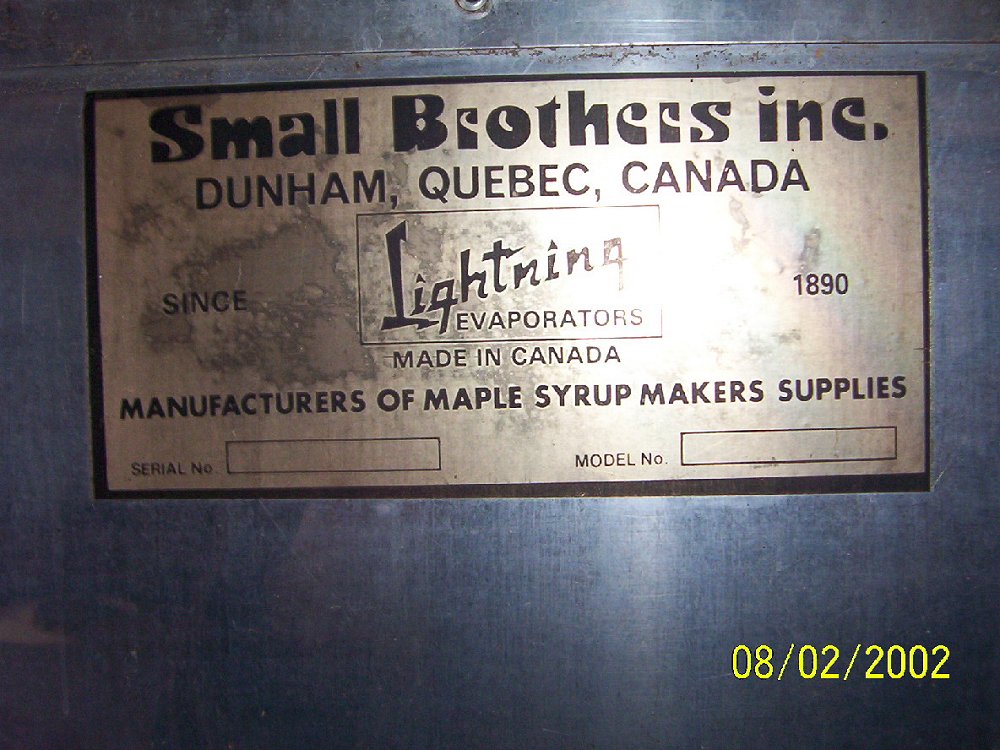 Small Brothers inc.
DUNHAM, QUEBEC, CANADA
SINCE
Lightning
EVAPORATORS
1890
MADE IN CANADA
MANUFACTURERS OF MAPLE SYRUP MAKERS SUPPLIES
SERIAL No
MODEL No.
08/02/2002